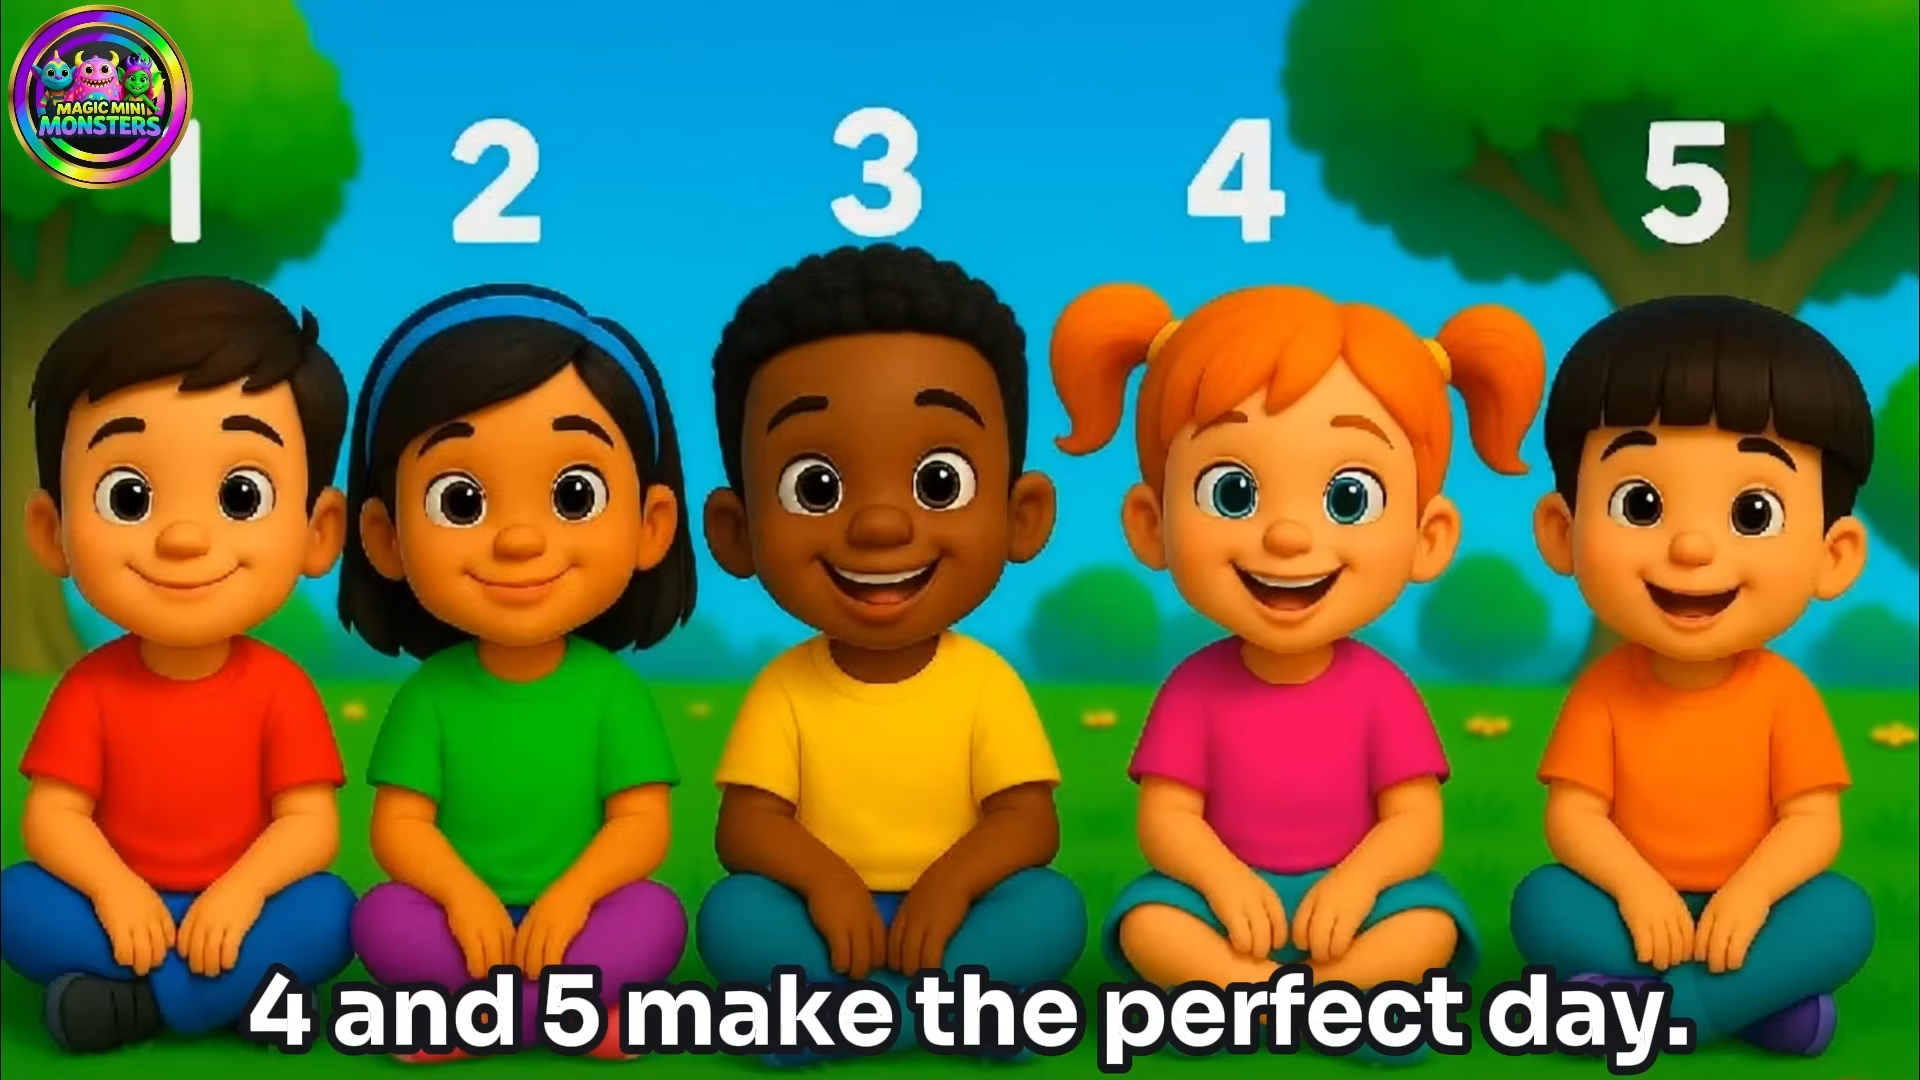 MAGIC MINI
MONSTERS
1 2 3 4 5
4 and 5 make the perfect day.